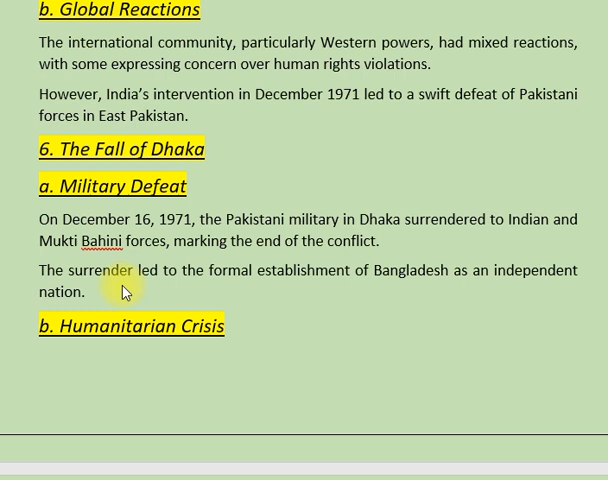 b. Global Reactions
The international community, particularly Western powers, had mixed reactions,
with some expressing concern over human rights violations.
However, India’s intervention in December 1971 led to a swift defeat of Pakistani
forces in East Pakistan.
6. The Fall of Dhaka
a. Military Defeat
On December 16, 1971, the Pakistani military in Dhaka surrendered to Indian and
Mukti Bahini forces, marking the end of the conflict.
The surrender led to the formal establishment of Bangladesh as an independent
nation.
b. Humanitarian Crisis